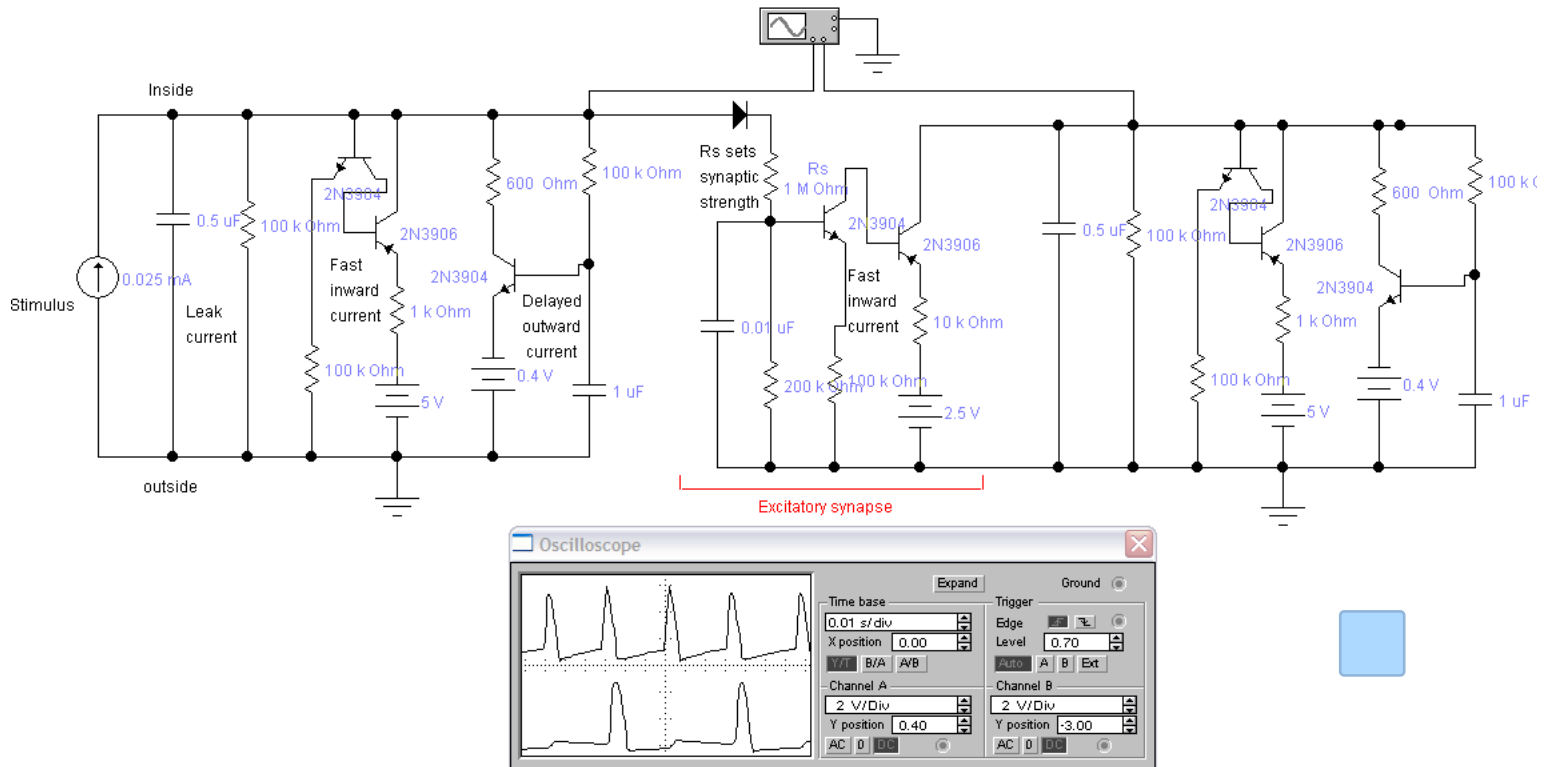 Inside
Stimulus
0.025 mA
0.5 uF
100 k Ohm
Leak
current
2N3904
2N3906
Fast
inward
current
1 k Ohm
100 k Ohm
5 V
600 Ohm
2N3904
Delayed
outward
current
0.4 V
100 k Ohm
1 uF
outside
Rs sets
synaptic
strength
Rs
1 M Ohm
2N3904
2N3906
Fast
inward
current
0.01 uF
200 k Ohm
100 k Ohm
10 k Ohm
2.5 V
Excitatory synapse
0.5 uF
100 k Ohm
2N3904
2N3906
1 k Ohm
100 k Ohm
5 V
600 Ohm
2N3904
0.4 V
100 k O
1 uF
Oscilloscope
Expand
Ground
Time base
0.01 s/div
X position 0.00
Y/T B/A A/B
Trigger
Edge
Level 0.70
Auto A B Ext
Channel A
2 V/Div
Y position 0.40
AC 0 DC
Channel B
2 V/Div
Y position -3.00
AC 0 DC